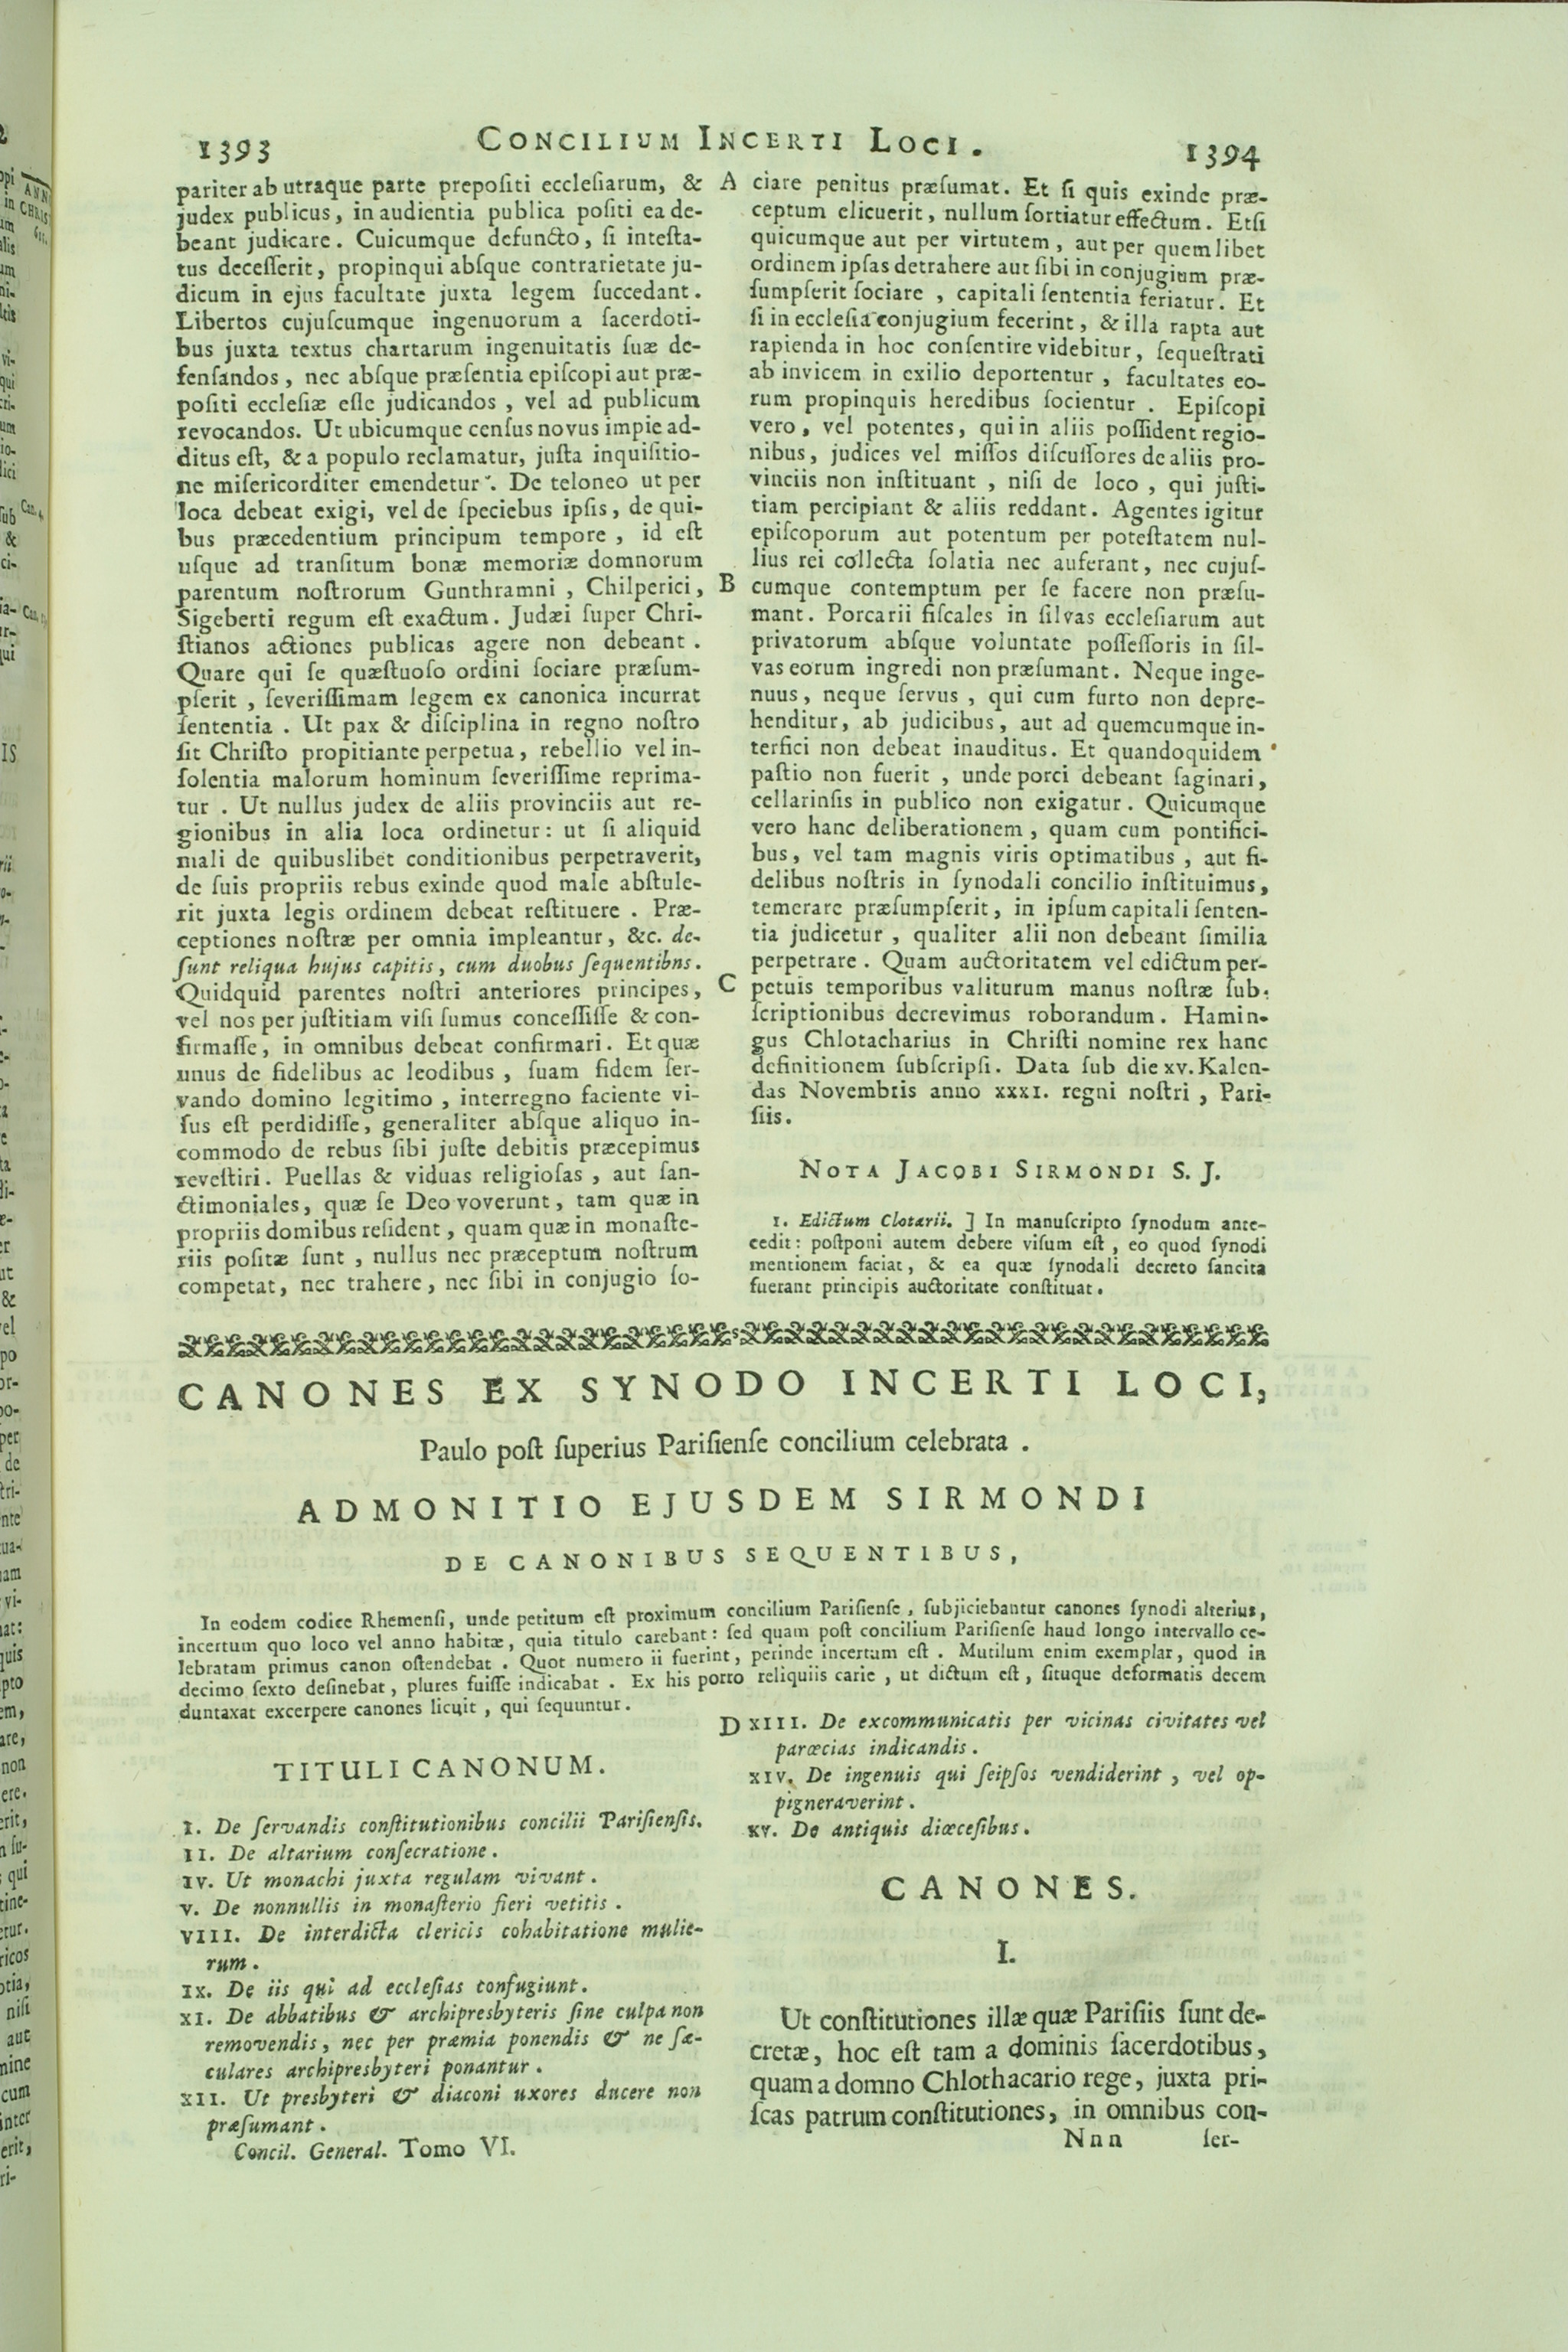 1393
CONCILIUM INCERTI LOCI.
1394
pariter ab utraque parte prepositi ecclesiarum, &
judex publicus, in audientia publica positi ea de-
beant judicare. Cuicumque defuncto, si intesta-
tus decesserit, propinqui absque contrarietate ju-
dicum in ejus facultate juxta legem succedant.
Libertos cujuscumque ingenuorum a sacerdoti-
bus juxta textus chartarum ingenuitatis suæ de-
fensandos, nec absque præsentia episcopi aut præ-
positi ecclesiæ esse judicandos, vel ad publicum
revocandos. Ut ubicumque census novus impie ad-
ditus est, & a populo reclamatur, justa inquisitio-
ne misericorditer emendetur. De teloneo ut per
loca debeat exigi, vel de speciebus ipsis, de qui-
bus præcedentium principum tempore, id est
usque ad transitum bonæ memoriæ domnorum
parentum nostrorum Gunthramni, Chilperici,
Sigeberti regum est exactum. Judæi super Chri-
stianos actiones publicas agere non debeant.
Quare qui se quæstuoso ordini sociare præsum-
pserit, severissimam legem ex canonica incurrat
sententia. Ut pax & disciplina in regno nostro
sit Christo propitiante perpetua, rebellio vel in-
solentia malorum hominum severissime reprima-
tur. Ut nullus judex de aliis provinciis aut re-
gionibus in alia loca ordinetur: ut si aliquid
mali de quibuslibet conditionibus perpetraverit,
de suis propriis rebus exinde quod male abstule-
rit juxta legis ordinem debeat restituere. Præ-
ceptiones nostræ per omnia impleantur, &c. de-
sunt reliqua hujus capitis, cum duobus sequentibns.
Quidquid parentes nostri anteriores principes,
vel nos per justitiam visi sumus concessisse & con-
firmasse, in omnibus debeat confirmari. Et quæ
unus de fidelibus ac leodibus, suam fidem ser-
vando domino legitimo, interregno faciente vi-
sus est perdidisse, generaliter absque aliquo in-
commodo de rebus sibi juste debitis præcepimus
revestiri. Puellas & viduas religiosas, aut san-
ctimoniales, quæ se Deo voverunt, tam quæ in
propriis domibus resident, quam quæ in monaste-
riis positæ sunt, nullus nec præceptum nostrum
competat, nec trahere, nec sibi in conjugio so-
A
B
C
ciare penitus præsumat. Et si quis exinde præ-
ceptum elicuerit, nullum sortiatur effectum. Etsi
quicumque aut per virtutem, aut per quem libet
ordinem ipsas detrahere aut sibi in conjugium præ-
sumpserit sociare, capitali sententia feriatur. Et
si in ecclesia conjugium fecerint, & illa rapta aut
rapienda in hoc consentire videbitur, sequestrati
ab invicem in exilio deportentur, facultates eo-
rum propinquis heredibus socientur. Episcopi
vero, vel potentes, qui in aliis possident regio-
nibus, judices vel missos discussores de aliis pro-
vinciis non instituant, nisi de loco, qui justi-
tiam percipiant & aliis reddant. Agentes igitur
episcoporum aut potentum per potestatem nul-
lius rei collecta solatia nec auferant, nec cujus-
cumque contemptum per se facere non præsu-
mant. Porcarii fiscales in silvas ecclesiarum aut
privatorum absque voluntate possessoris in sil-
vas eorum ingredi non præsumant. Neque inge-
nuus, neque servus, qui cum furto non depre-
henditur, ab judicibus, aut ad quemcumque in-
terfici non debeat inauditus. Et quandoquidem
pastio non fuerit, unde porci debeant saginari,
cellarinsis in publico non exigatur. Quicumque
vero hanc deliberationem, quam cum pontifici-
bus, vel tam magnis viris optimatibus, aut fi-
delibus nostris in synodali concilio instituimus,
temerare præsumpserit, in ipsum capitali senten-
tia judicetur, qualiter alii non debeant similia
perpetrare. Quam auctoritatem vel edictum per-
petuis temporibus valiturum manus nostræ sub-
scriptionibus decrevimus roborandum. Hamin-
gus Chlotacharius in Christi nomine rex hanc
definitionem subscripsi. Data sub die xv. Kalen-
das Novembris anno xxxi. regni nostri, Pari-
siis.
NOTA JACOBI SIRMONDI S. J.
1. Edictum Clotarii. ] In manuscripto synodum ante-
cedit: postponi autem debere visum est, eo quod synodi
mentionem faciat, & ea quæ synodali decreto sancita
fuerant principis auctoritate constituat.
CANONES EX SYNODO INCERTI LOCI,
Paulo post superius Parisiense concilium celebrata.
ADMONITIO EJUSDEM SIRMONDI
DE CANONIBUS SEQUENTIBUS,
In eodem codice Rhemensi, unde petitum est proximum concilium Parisiense, subjiciebantur canones synodi alterius,
incertum quo loco vel anno habitæ, quia titulo carebant: sed quam post concilium Parisiense haud longo intervallo ce-
lebratam primus canon ostendebat. Quot numero ii fuerint, perinde incertum est. Mutilum enim exemplar, quod in
decimo sexto desinebat, plures fuisse indicabat. Ex his porro reliquiis carie, ut dictum est, situque deformatis decem
duntaxat excerpere canones licuit, qui sequuntur.
TITULI CANONUM.
I. De servandis constitutionibus concilii Parisiensis.
II. De altarium consecratione.
IV. Ut monachi juxta regulam vivant.
V. De nonnullis in monasterio fieri vetitis.
VIII. De interdicta clericis cohabitatione mulie-
rum.
IX. De iis qui ad ecclesias confugiunt.
XI. De abbatibus & archipresbyteris sine culpa non
removendis, nec per præmia ponendis & ne sæ-
culares archipresbyteri ponantur.
XII. Ut presbyteri & diaconi uxores ducere non
præsumant.
Concil. General. Tomo VI.
D
XIII. De excommunicatis per vicinas civitates vel
parœcias indicandis.
XIV. De ingenuis qui seipsos vendiderint, vel op-
pigneraverint.
XV. De antiquis diœcesibus.
CANONES.
I.
Ut constitutiones illæ quæ Parisiis sunt de-
cretæ, hoc est tam a dominis sacerdotibus,
quam a domno Chlothacario rege, juxta pri-
scas patrum constitutiones, in omnibus con-
Nnn
ser-